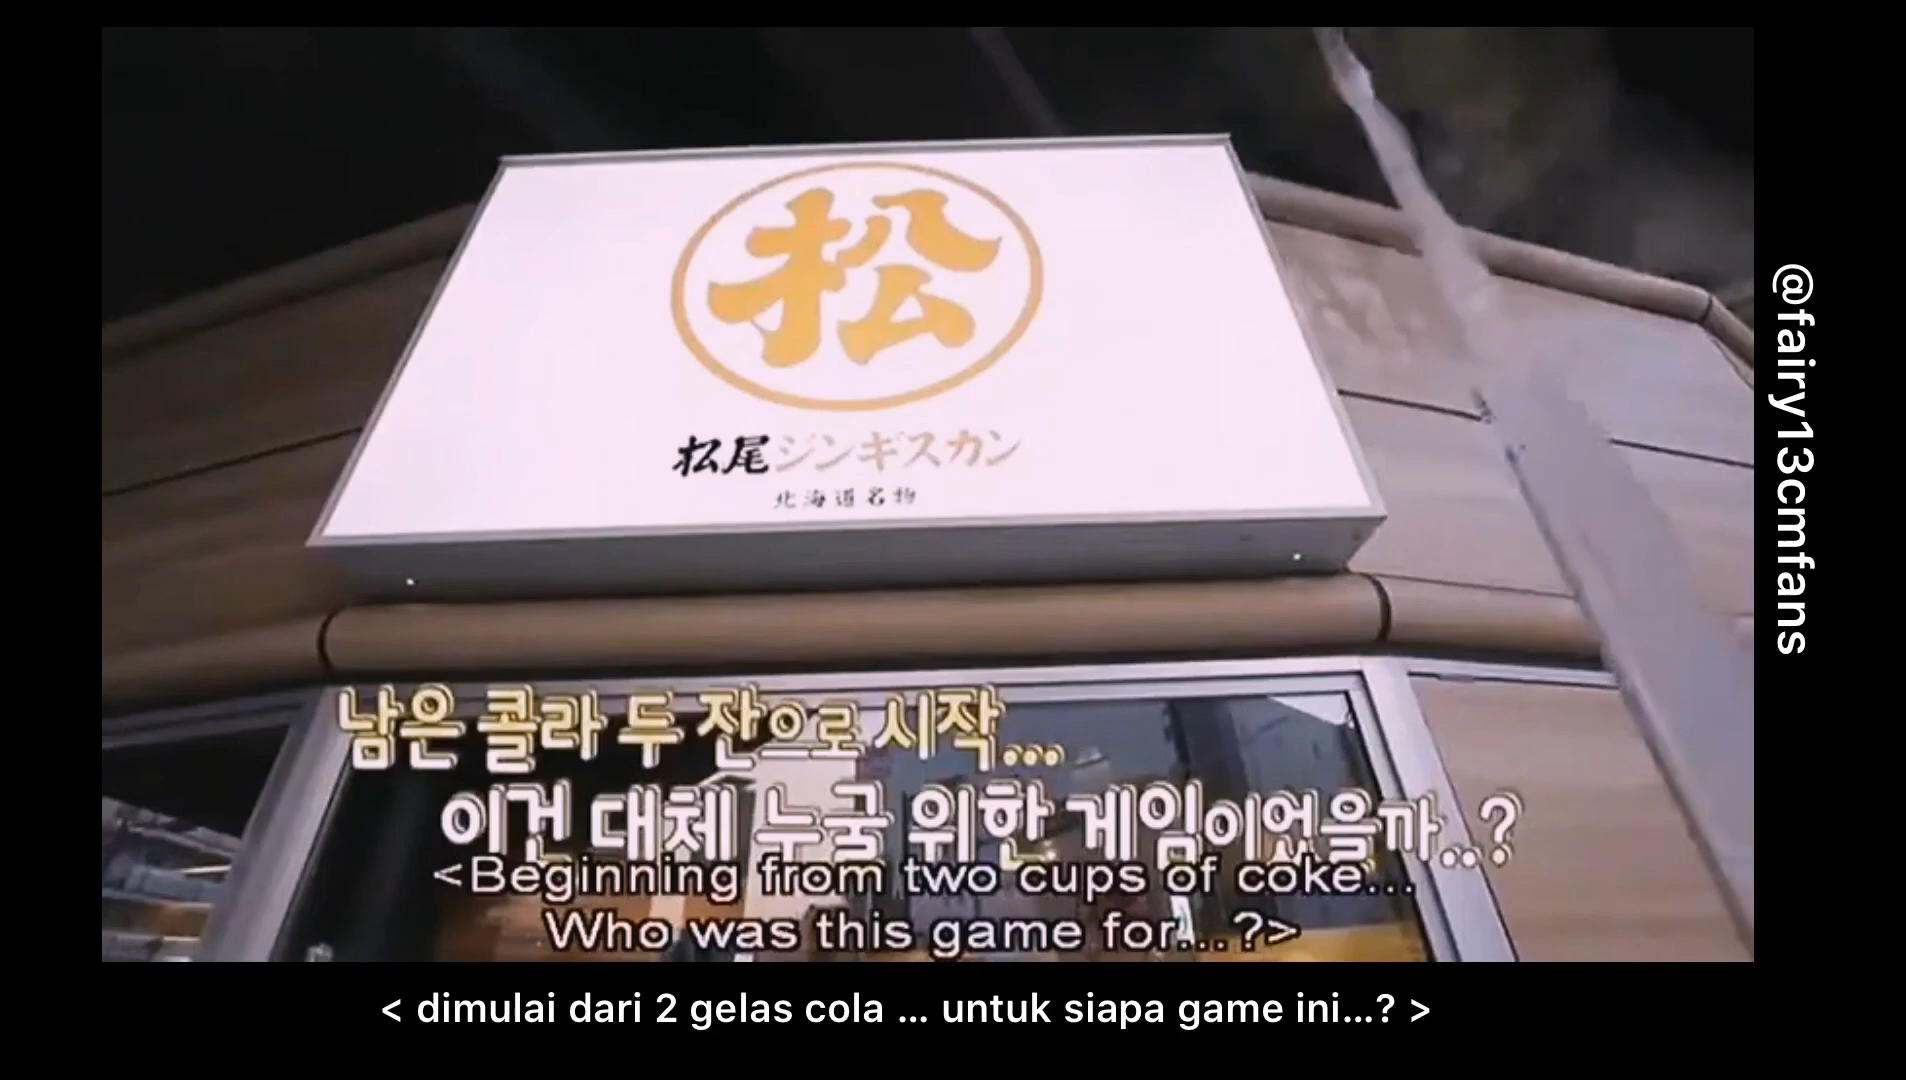 松
松尾ジンギスカン
北海道名物
남은 콜라 두 잔으로 시작...
이건 대체 누굴 위한 게임이었을까..?
<Beginning from two cups of coke...
Who was this game for...?>
< dimulai dari 2 gelas cola ... untuk siapa game ini...? >
@fairy13cmfans